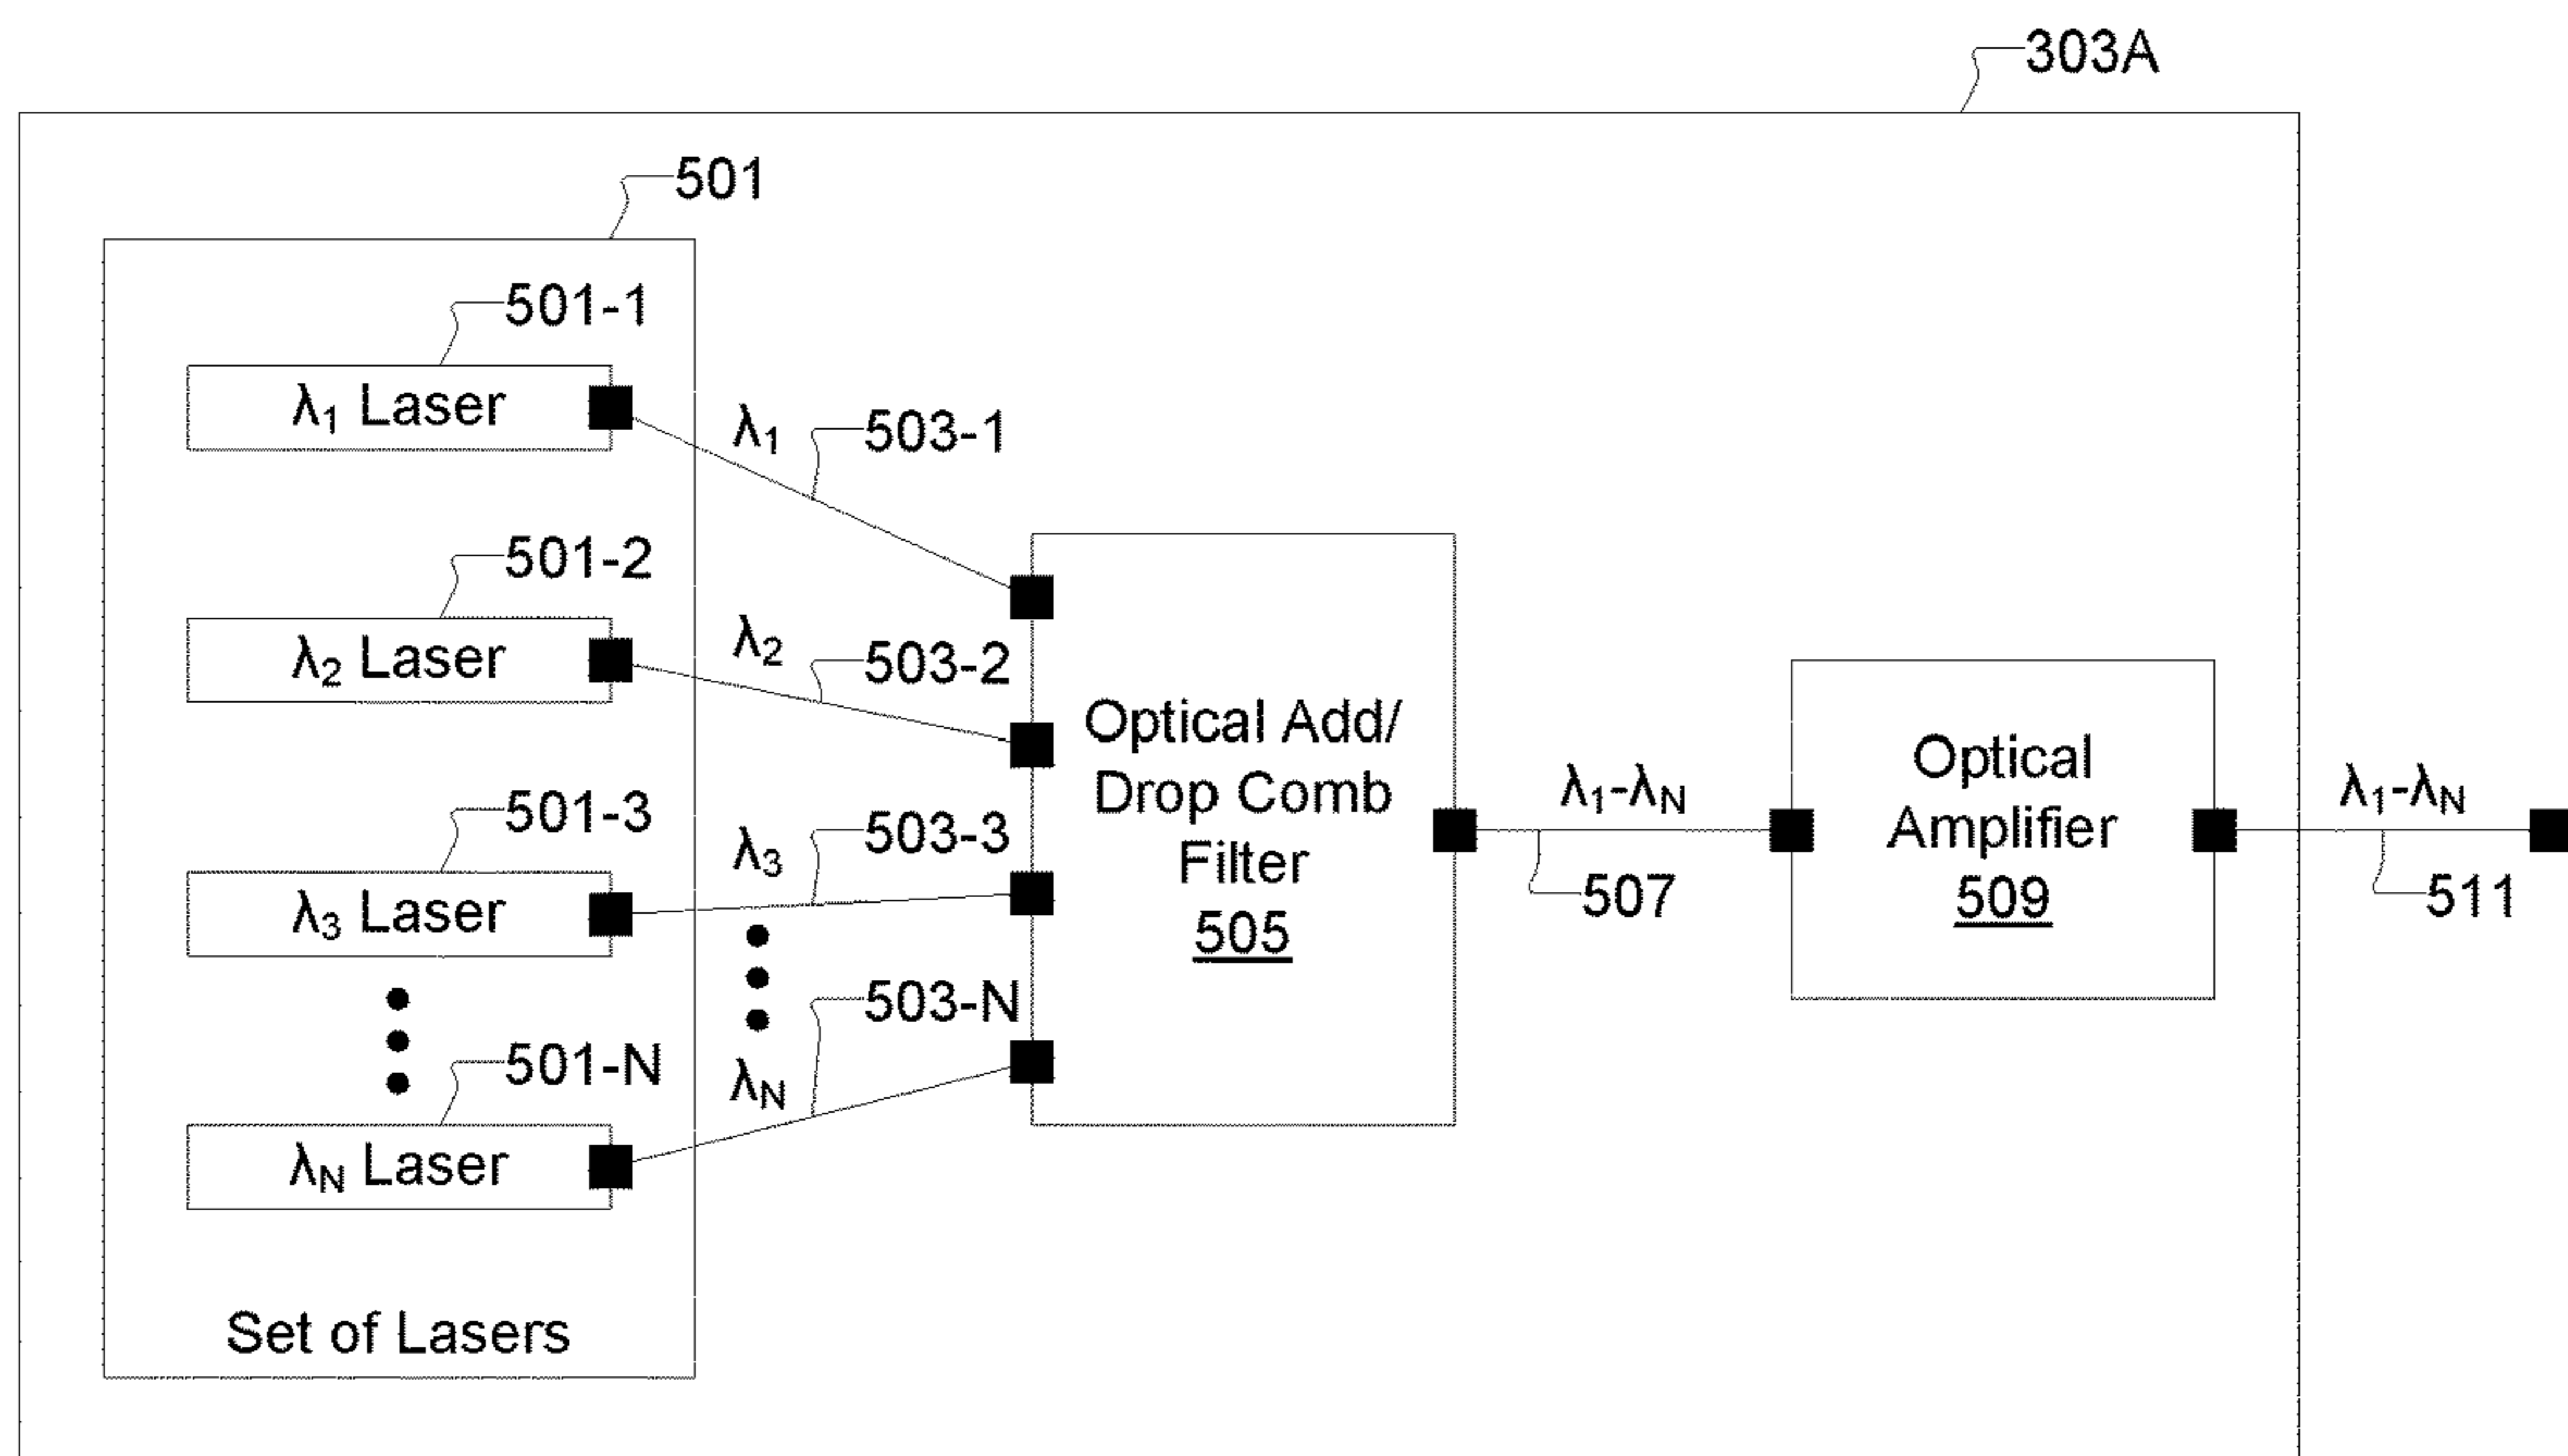 303A
501
501-1
λ₁ Laser
λ₁
503-1
501-2
λ₂ Laser
λ₂
503-2
501-3
λ₃ Laser
λ₃
503-3
501-N
λN Laser
λN
503-N
Set of Lasers
Optical Add/
Drop Comb
Filter
505
λ₁-λN
507
Optical
Amplifier
509
λ₁-λN
511